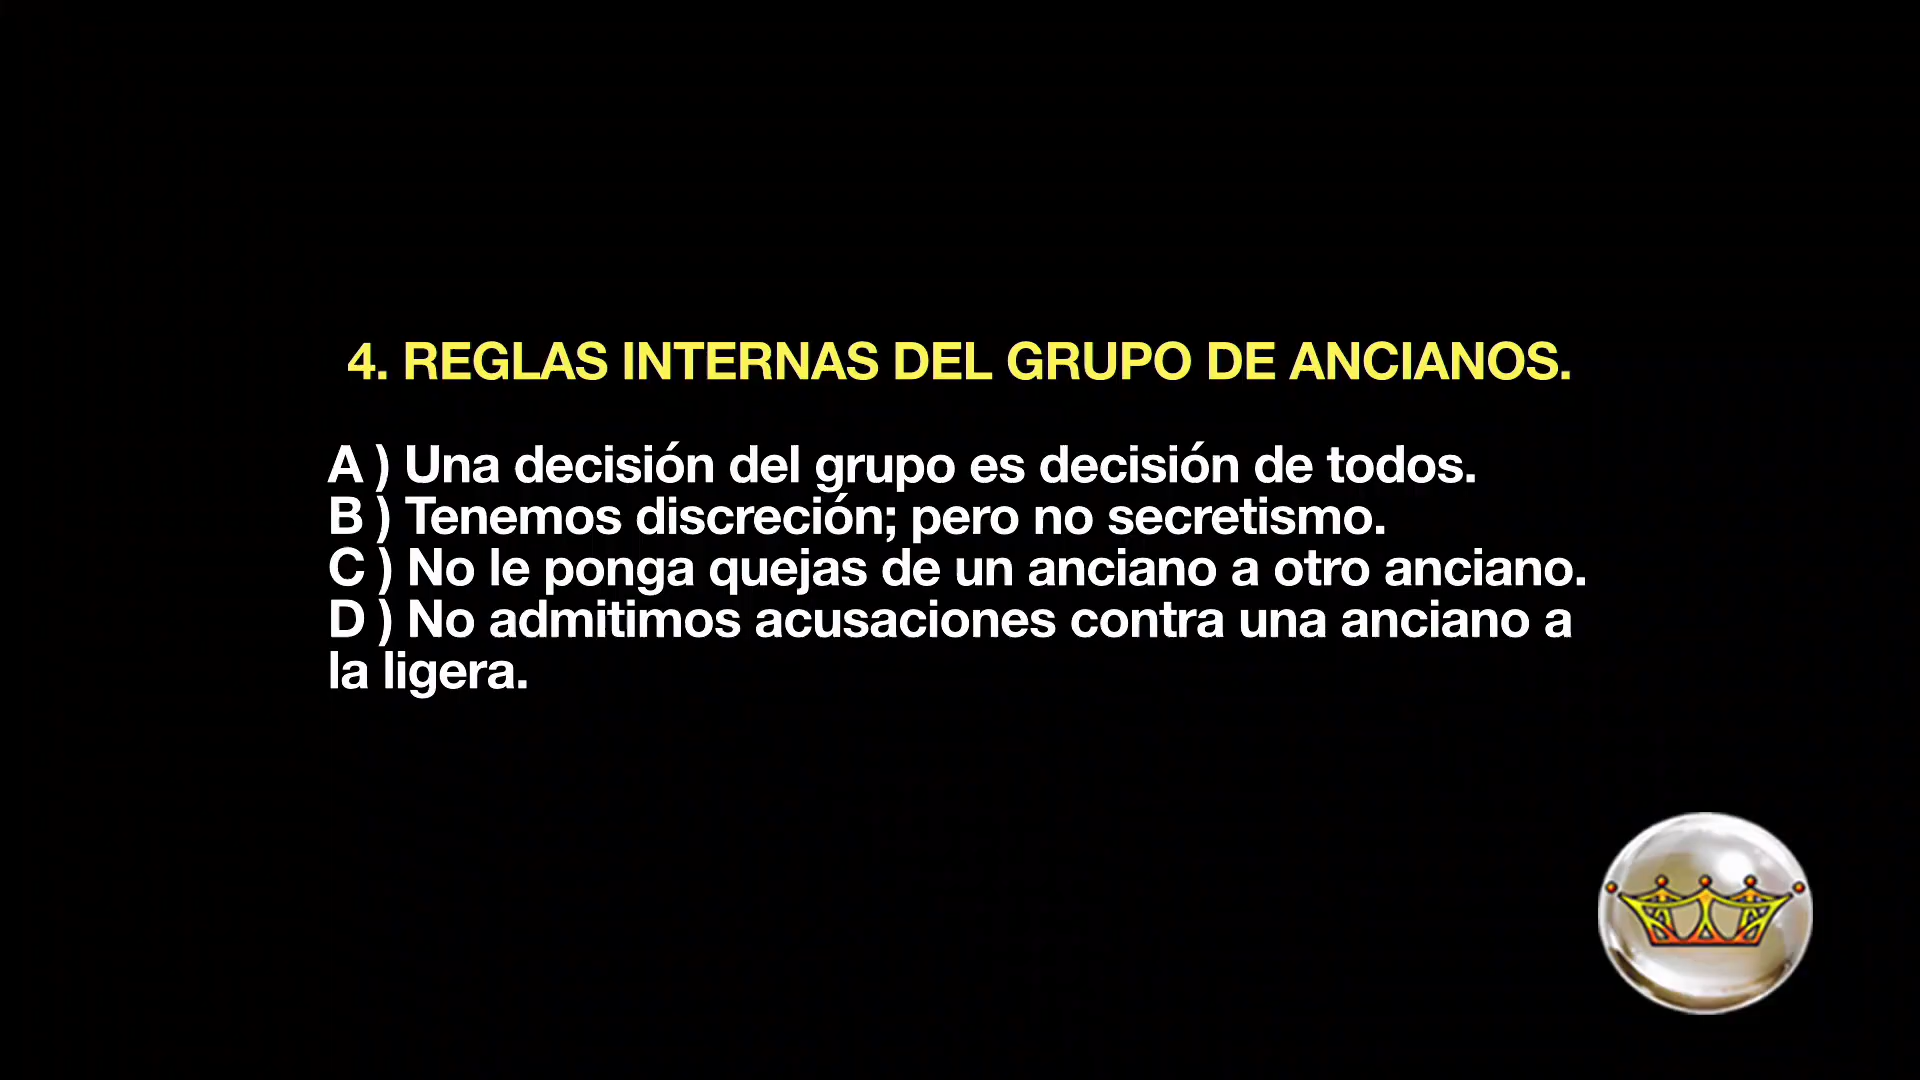 4. REGLAS INTERNAS DEL GRUPO DE ANCIANOS.
A ) Una decisión del grupo es decisión de todos.
B ) Tenemos discreción; pero no secretismo.
C ) No le ponga quejas de un anciano a otro anciano.
D ) No admitimos acusaciones contra una anciano a
la ligera.